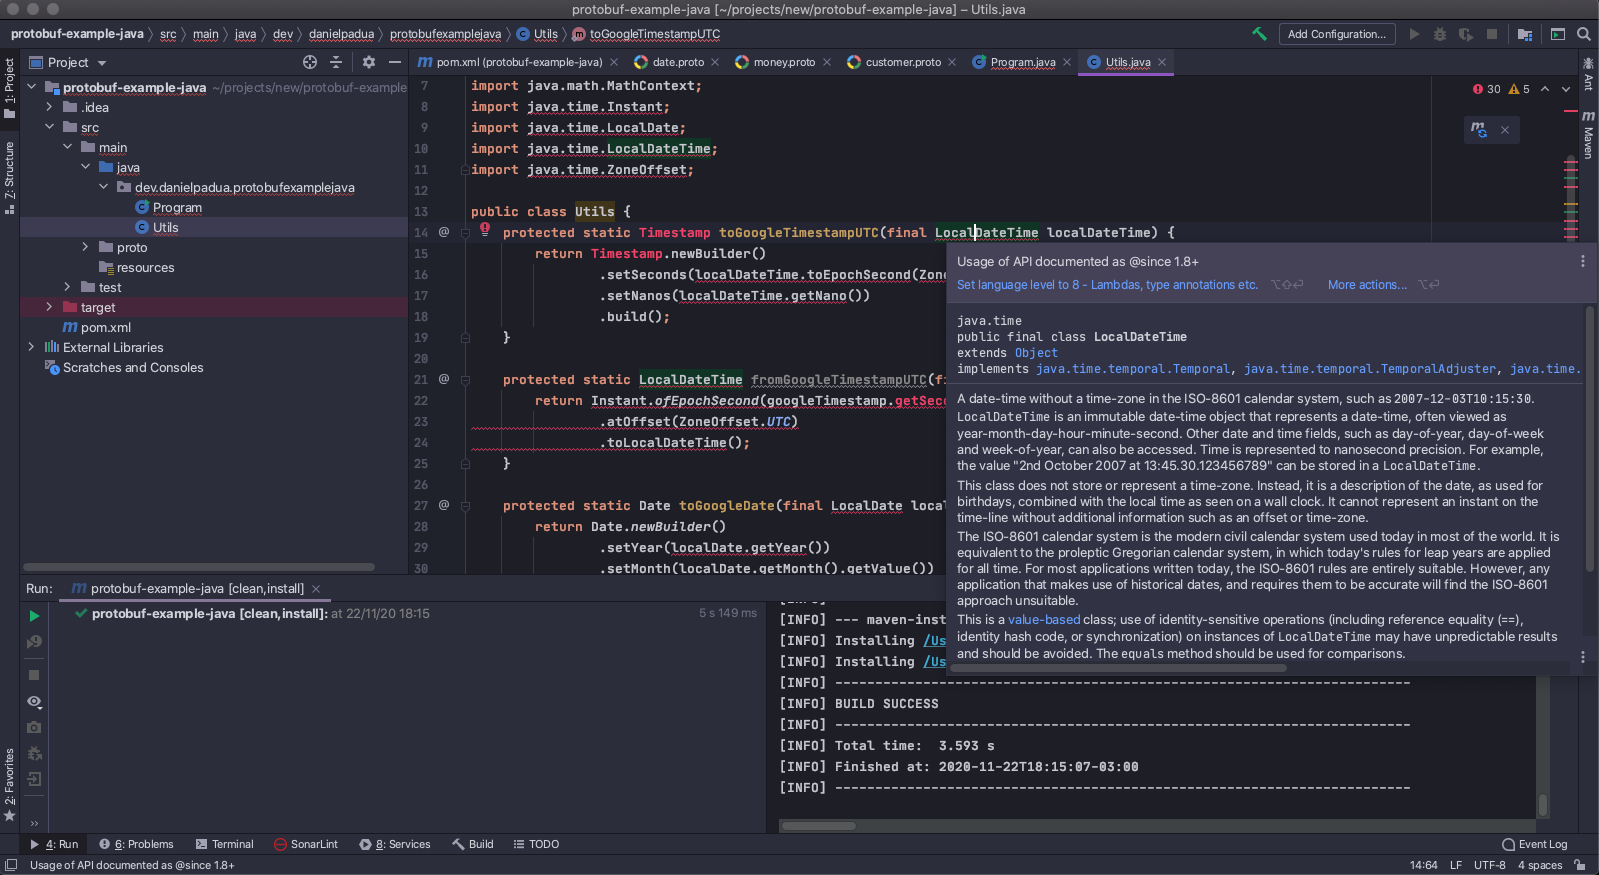 protobuf-example-java [~/projects/new/protobuf-example-java] – Utils.java
protobuf-example-java src main java dev danielpadua protobufexamplejava Utils toGoogleTimestampUTC
Add Configuration...
Project
pom.xml (protobuf-example-java) date.proto money.proto customer.proto Program.java Utils.java
1: Project
7: Structure
2: Favorites
Ant
Maven
protobuf-example-java ~/projects/new/protobuf-example
.idea
src
main
java
dev.danielpadua.protobufexamplejava
Program
Utils
proto
resources
test
target
pom.xml
External Libraries
Scratches and Consoles
30 5
7 import java.math.MathContext;
8 import java.time.Instant;
9 import java.time.LocalDate;
10 import java.time.LocalDateTime;
11 import java.time.ZoneOffset;
12
13 public class Utils {
14 @ protected static Timestamp toGoogleTimestampUTC(final LocalDateTime localDateTime) {
15 return Timestamp.newBuilder()
16 .setSeconds(localDateTime.toEpochSecond(Zone
17 .setNanos(localDateTime.getNano())
18 .build();
19 }
20
21 @ protected static LocalDateTime fromGoogleTimestampUTC(fi
22 return Instant.ofEpochSecond(googleTimestamp.getSeco
23 .atOffset(ZoneOffset.UTC)
24 .toLocalDateTime();
25 }
26
27 @ protected static Date toGoogleDate(final LocalDate local
28 return Date.newBuilder()
29 .setYear(localDate.getYear())
30 .setMonth(localDate.getMonth().getValue())
Usage of API documented as @since 1.8+
Set language level to 8 - Lambdas, type annotations etc. ⌥⇧⏎ More actions... ⌥⏎
java.time
public final class LocalDateTime
extends Object
implements java.time.temporal.Temporal, java.time.temporal.TemporalAdjuster, java.time.
A date-time without a time-zone in the ISO-8601 calendar system, such as 2007-12-03T10:15:30.
LocalDateTime is an immutable date-time object that represents a date-time, often viewed as
year-month-day-hour-minute-second. Other date and time fields, such as day-of-year, day-of-week
and week-of-year, can also be accessed. Time is represented to nanosecond precision. For example,
the value "2nd October 2007 at 13:45.30.123456789" can be stored in a LocalDateTime.
This class does not store or represent a time-zone. Instead, it is a description of the date, as used for
birthdays, combined with the local time as seen on a wall clock. It cannot represent an instant on the
time-line without additional information such as an offset or time-zone.
The ISO-8601 calendar system is the modern civil calendar system used today in most of the world. It is
equivalent to the proleptic Gregorian calendar system, in which today's rules for leap years are applied
for all time. For most applications written today, the ISO-8601 rules are entirely suitable. However, any
application that makes use of historical dates, and requires them to be accurate will find the ISO-8601
approach unsuitable.
This is a value-based class; use of identity-sensitive operations (including reference equality (==),
identity hash code, or synchronization) on instances of LocalDateTime may have unpredictable results
and should be avoided. The equals method should be used for comparisons.
Run: protobuf-example-java [clean,install]
protobuf-example-java [clean,install]: at 22/11/20 18:15 5 s 149 ms
[INFO] --- maven-inst
[INFO] Installing /Us
[INFO] Installing /Us
[INFO] ------------------------------------------------------------------------
[INFO] BUILD SUCCESS
[INFO] ------------------------------------------------------------------------
[INFO] Total time:  3.593 s
[INFO] Finished at: 2020-11-22T18:15:07-03:00
[INFO] ------------------------------------------------------------------------
4: Run 6: Problems Terminal SonarLint 8: Services Build TODO Event Log
Usage of API documented as @since 1.8+ 14:64 LF UTF-8 4 spaces